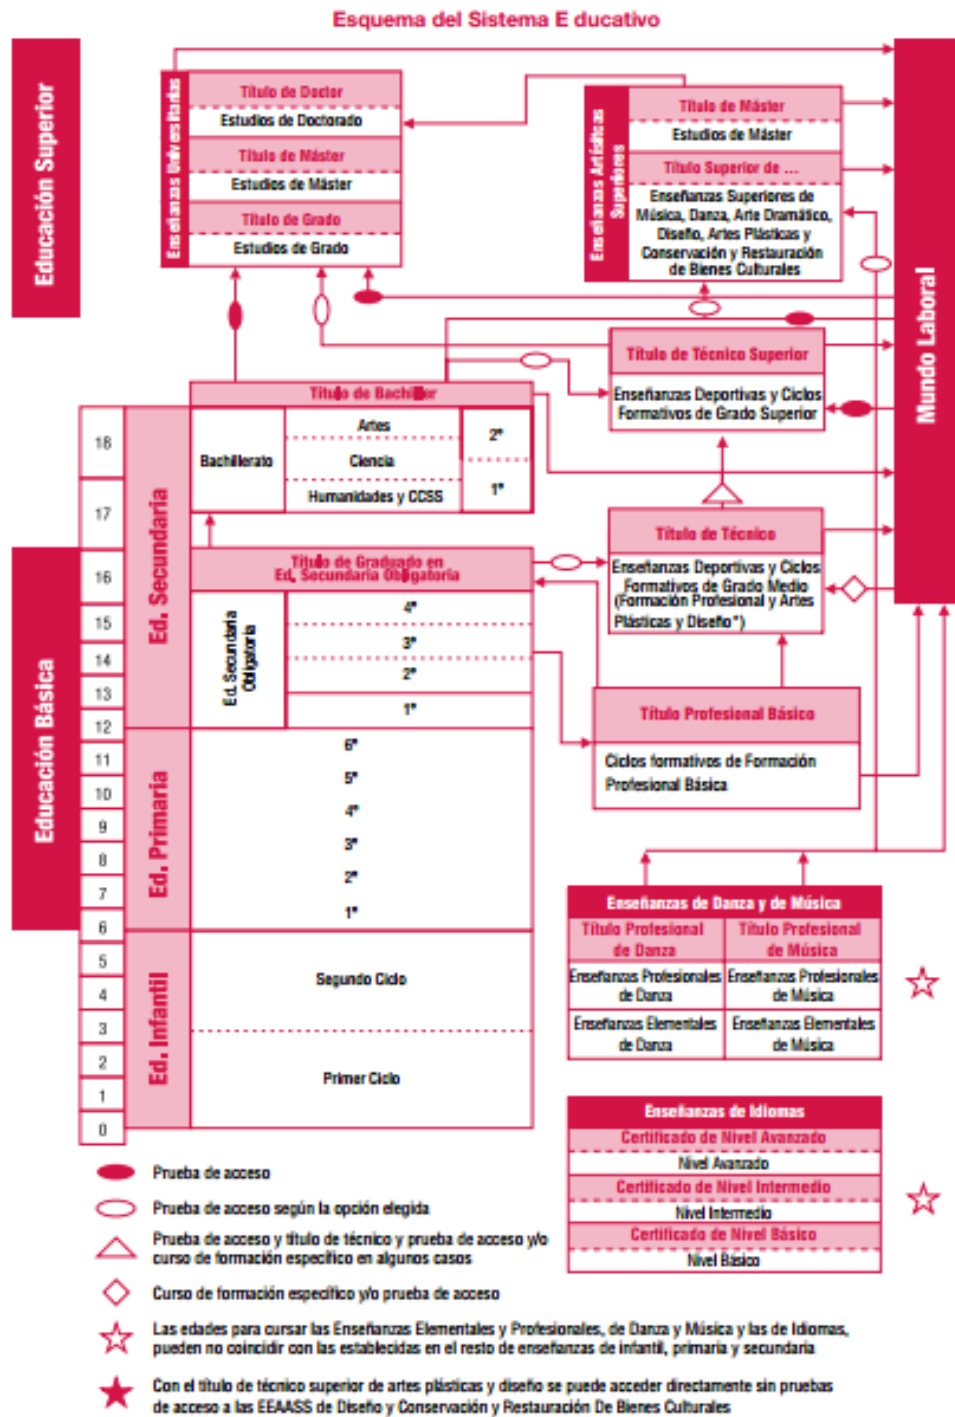 Esquema del Sistema E ducativo
Educación Superior
Enseñanzas Universitarias
Título de Doctor
Estudios de Doctorado
Título de Máster
Estudios de Máster
Título de Grado
Estudios de Grado
Enseñanzas Artísiticas
Superiores
Título de Máster
Estudios de Máster
Título Superior de ...
Enseñanzas Superiores de
Música, Danza, Arte Dramático,
Diseño, Artes Plásticas y
Conservación y Restauración
de Bienes Culturales
Mundo Laboral
Título de Técnico Superior
Enseñanzas Deportivas y Ciclos
Formativos de Grado Superior
Título de Bachiller
Bachillerato
Artes
Ciencia
Humanidades y CCSS
2º
1º
Título de Técnico
Enseñanzas Deportivas y Ciclos
Formativos de Grado Medio
(Formación Profesional y Artes
Plásticas y Diseño*)
Título de Graduado en
Ed. Secundaria Obligatoria
Ed. Secundaria
Obligatoria
4º
3º
2º
1º
Título Profesional Básico
Ciclos formativos de Formación
Profesional Básica
Educación Básica
18
17
16
15
14
13
12
11
10
9
8
7
6
5
4
3
2
1
0
Ed. Secundaria
Ed. Primaria
6º
5º
4º
3º
2º
1º
Ed. Infantil
Segundo Ciclo
Primer Ciclo
Enseñanzas de Danza y de Música
Título Profesional
de Danza
Título Profesional
de Música
Enseñanzas Profesionales
de Danza
Enseñanzas Profesionales
de Música
Enseñanzas Elementales
de Danza
Enseñanzas Elementales
de Música
Enseñanzas de Idiomas
Certificado de Nivel Avanzado
Nivel Avanzado
Certificado de Nivel Intermedio
Nivel Intermedio
Certificado de Nivel Básico
Nivel Básico
Prueba de acceso
Prueba de acceso según la opción elegida
Prueba de acceso y título de técnico y prueba de acceso y/o
curso de formación específico en algunos casos
Curso de formación específico y/o prueba de acceso
Las edades para cursar las Enseñanzas Elementales y Profesionales, de Danza y Música y las de Idiomas,
pueden no coincidir con las establecidas en el resto de enseñanzas de infantil, primaria y secundaria
Con el título de técnico superior de artes plásticas y diseño se puede acceder directamente sin pruebas
de acceso a las EEAASS de Diseño y Conservación y Restauración De Bienes Culturales